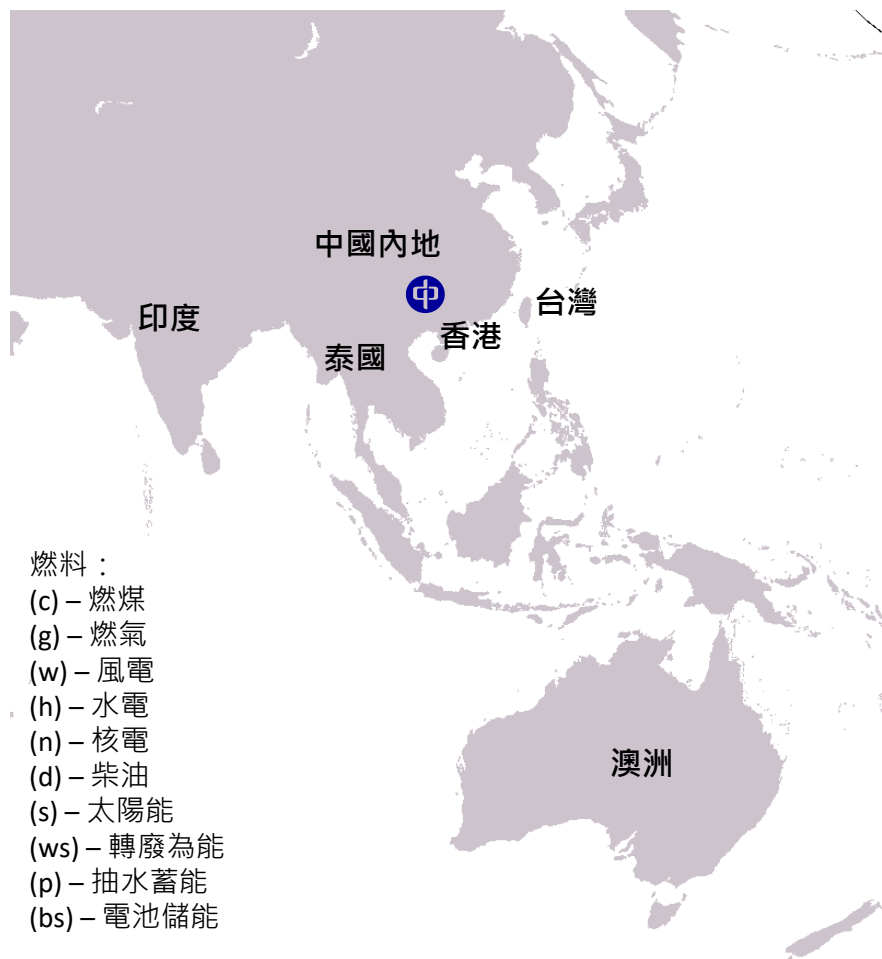 中國內地
印度
台灣
香港
泰國
燃料：
(c) – 燃煤
(g) – 燃氣
(w) – 風電
(h) – 水電
(n) – 核電
(d) – 柴油
(s) – 太陽能
(ws) – 轉廢為能
(p) – 抽水蓄能
(bs) – 電池儲能
澳洲